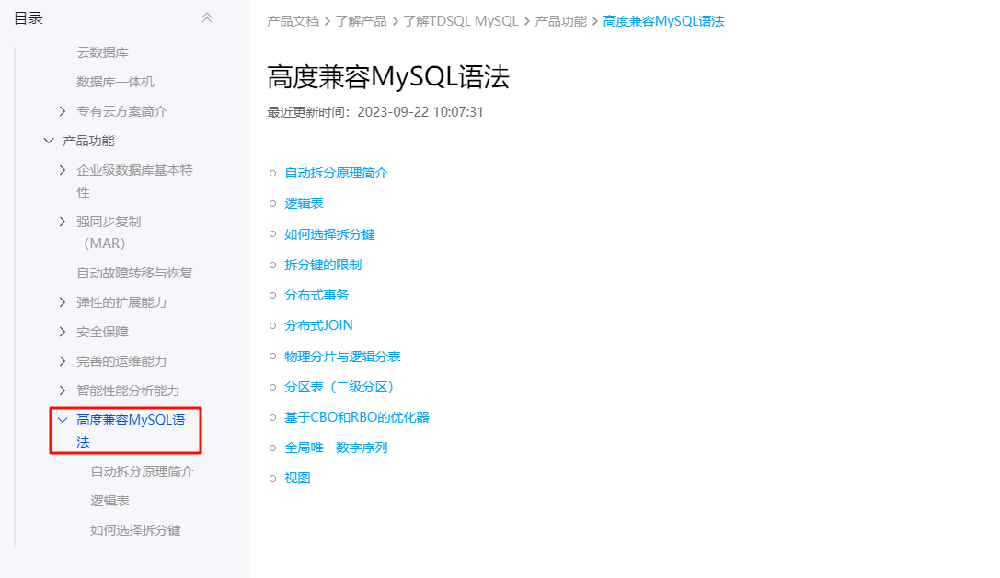 目录
云数据库
数据库一体机
专有云方案简介
产品功能
企业级数据库基本特
性
强同步复制
（MAR）
自动故障转移与恢复
弹性的扩展能力
安全保障
完善的运维能力
智能性能分析能力
高度兼容MySQL语
法
自动拆分原理简介
逻辑表
如何选择拆分键
产品文档 > 了解产品 > 了解TDSQL MySQL > 产品功能 > 高度兼容MySQL语法
高度兼容MySQL语法
最近更新时间：2023-09-22 10:07:31
自动拆分原理简介
逻辑表
如何选择拆分键
拆分键的限制
分布式事务
分布式JOIN
物理分片与逻辑分表
分区表（二级分区）
基于CBO和RBO的优化器
全局唯一数字序列
视图